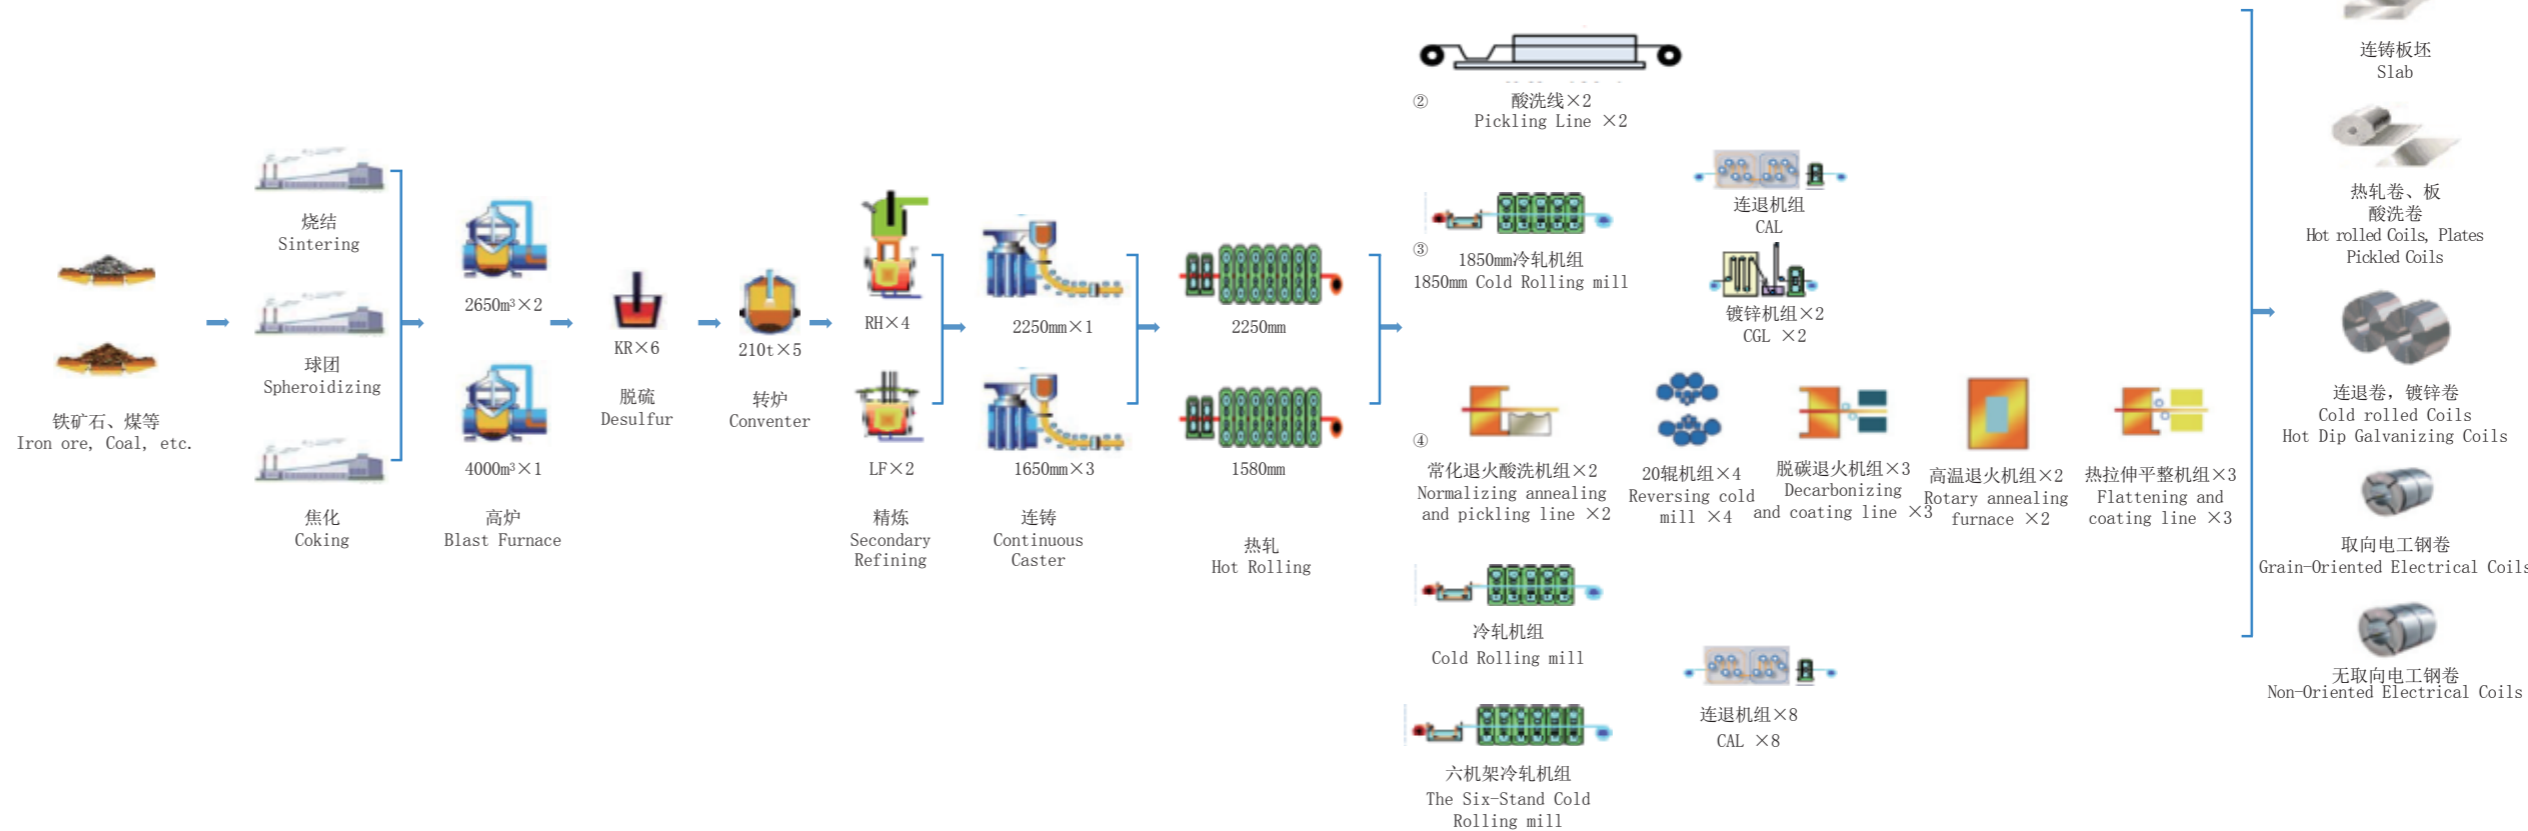 铁矿石、煤等
Iron ore, Coal, etc.
烧结
Sintering
球团
Spheroidizing
焦化
Coking
2650m³×2
4000m³×1
高炉
Blast Furnace
KR×6
脱硫
Desulfur
210t×5
转炉
Conventer
RH×4
LF×2
精炼
Secondary
Refining
2250mm×1
1650mm×3
连铸
Continuous
Caster
2250mm
1580mm
热轧
Hot Rolling
②
酸洗线×2
Pickling Line ×2
③
1850mm冷轧机组
1850mm Cold Rolling mill
连退机组
CAL
镀锌机组×2
CGL ×2
④
常化退火酸洗机组×2
Normalizing annealing
and pickling line ×2
20辊机组×4
Reversing cold
mill ×4
脱碳退火机组×3
Decarbonizing
and coating line ×3
高温退火机组×2
Rotary annealing
furnace ×2
热拉伸平整机组×3
Flattening and
coating line ×3
冷轧机组
Cold Rolling mill
六机架冷轧机组
The Six-Stand Cold
Rolling mill
连退机组×8
CAL ×8
连铸板坯
Slab
热轧卷、板
酸洗卷
Hot rolled Coils, Plates
Pickled Coils
连退卷，镀锌卷
Cold rolled Coils
Hot Dip Galvanizing Coils
取向电工钢卷
Grain-Oriented Electrical Coils
无取向电工钢卷
Non-Oriented Electrical Coils